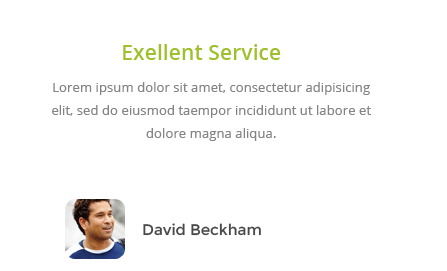 Exellent Service
Lorem ipsum dolor sit amet, consectetur adipisicing
elit, sed do eiusmod taempor incididunt ut labore et
dolore magna aliqua.
David Beckham